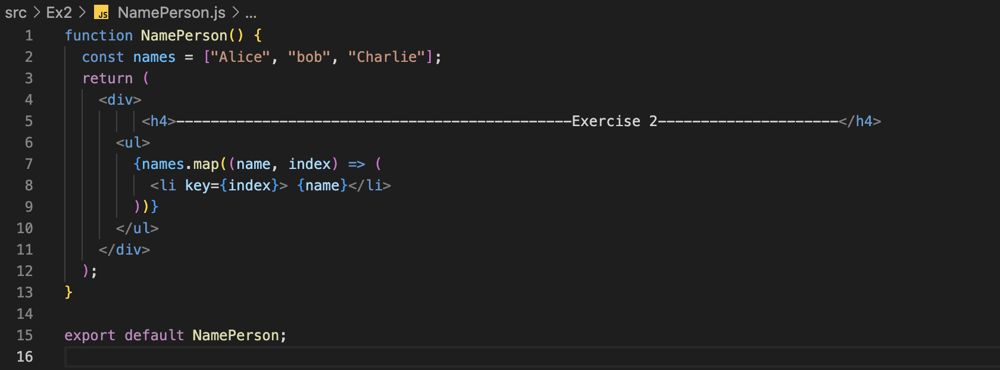 src > Ex2 > JS NamePerson.js > ...
1 function NamePerson() {
2 const names = ["Alice", "bob", "Charlie"];
3 return (
4 <div>
5 <h4>----------------------------------------------Exercise 2---------------------</h4>
6 <ul>
7 {names.map((name, index) => (
8 <li key={index}> {name}</li>
9 ))}
10 </ul>
11 </div>
12 );
13 }
14
15 export default NamePerson;
16